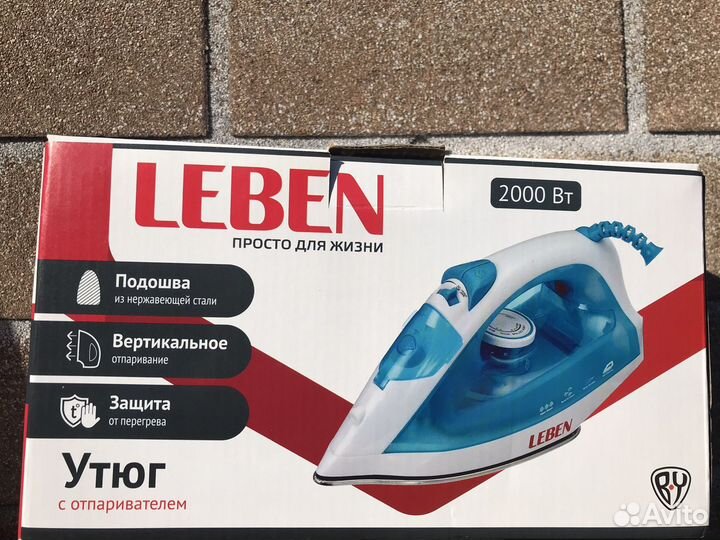 LEBEN
ПРОСТО ДЛЯ ЖИЗНИ
2000 Вт
Подошва
из нержавеющей стали
Вертикальное
отпаривание
t°
Защита
от перегрева
LEBEN
Утюг
с отпаривателем
B·Y
Avito